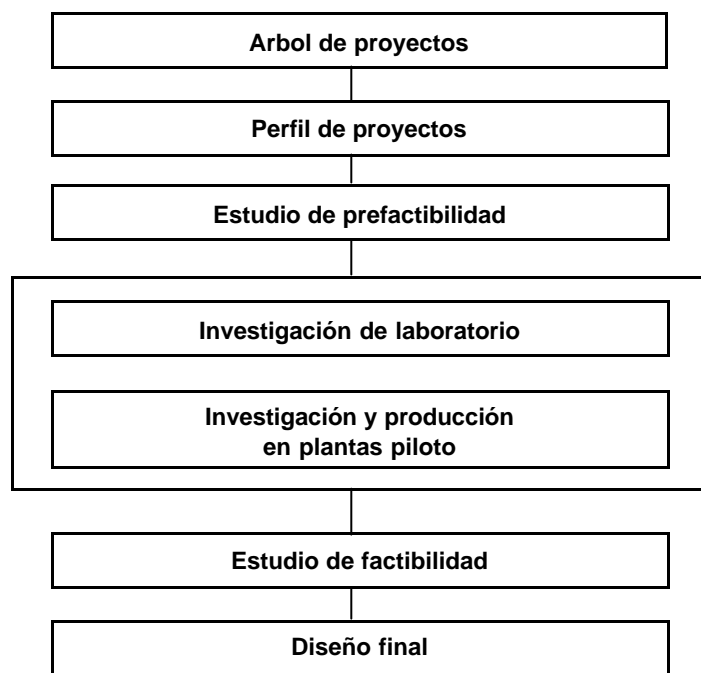 Arbol de proyectos
Perfil de proyectos
Estudio de prefactibilidad
Investigación de laboratorio
Investigación y producción
en plantas piloto
Estudio de factibilidad
Diseño final